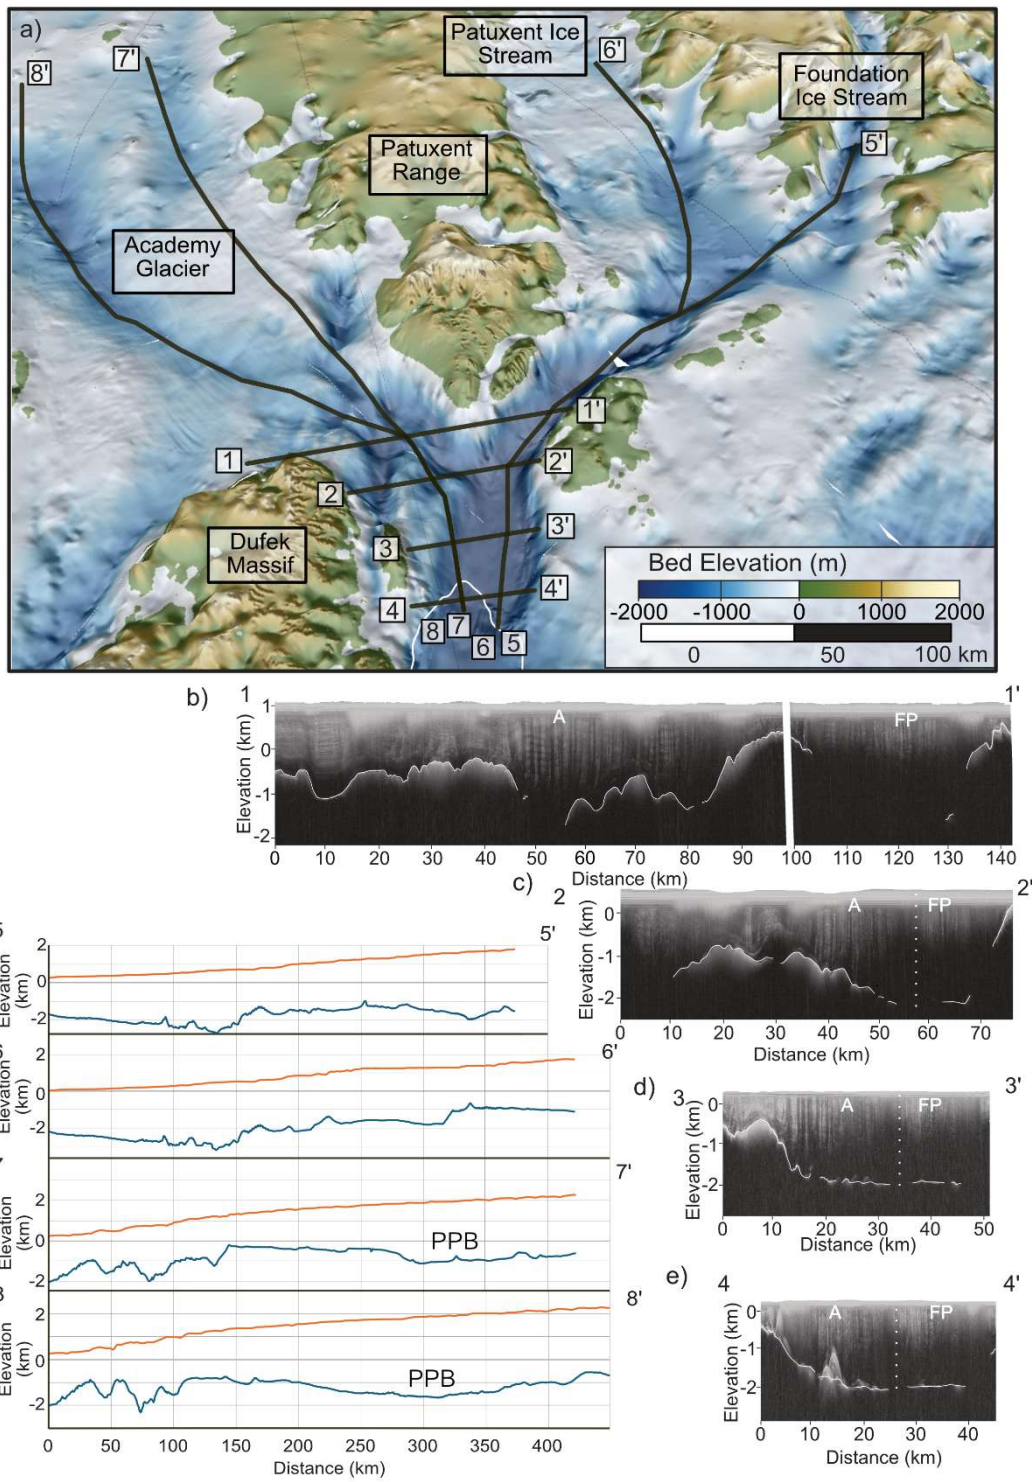 a)
8'
7'
Patuxent Ice
Stream
6'
Foundation
Ice Stream
5'
Patuxent
Range
Academy
Glacier
1'
1
2'
2
3'
3
Dufek
Massif
4'
4
8
7
6
5
Bed Elevation (m)
-2000 -1000 0 1000 2000
0 50 100 km
b)
1
1'
Elevation (km)
1
0
-1
-2
A
FP
0 10 20 30 40 50 60 70 80 90 100 110 120 130 140
Distance (km)
c)
2
2'
Elevation (km)
0
-1
-2
A
FP
0 10 20 30 40 50 60 70
Distance (km)
d)
3
3'
Elevation (km)
0
-1
-2
A
FP
0 10 20 30 40 50
Distance (km)
e)
4
4'
Elevation (km)
0
-1
-2
A
FP
0 10 20 30 40
Distance (km)
5'
Elevation
(km)
2
0
-2
6'
Elevation
(km)
2
0
-2
7'
Elevation
(km)
2
0
-2
PPB
8'
Elevation
(km)
2
0
-2
PPB
0 50 100 150 200 250 300 350 400
Distance (km)